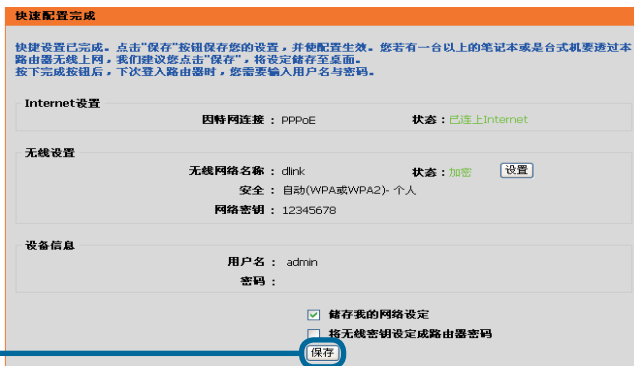 快速配置完成
快捷设置已完成。点击"保存"按钮保存您的设置，并使配置生效。您若有一台以上的笔记本或是台式机要透过本
路由器无线上网，我们建议您点击"保存"，将设定储存至桌面。
按下完成按钮后，下次登入路由器时，您需要输入用户名与密码。
Internet设置
因特网连接： PPPoE 状态：已连上Internet
无线设置
无线网络名称： dlink 状态：加密 设置
安全： 自动(WPA或WPA2)- 个人
网络密钥： 12345678
设备信息
用户名： admin
密码：
储存我的网络设定
将无线密钥设定成路由器密码
保存